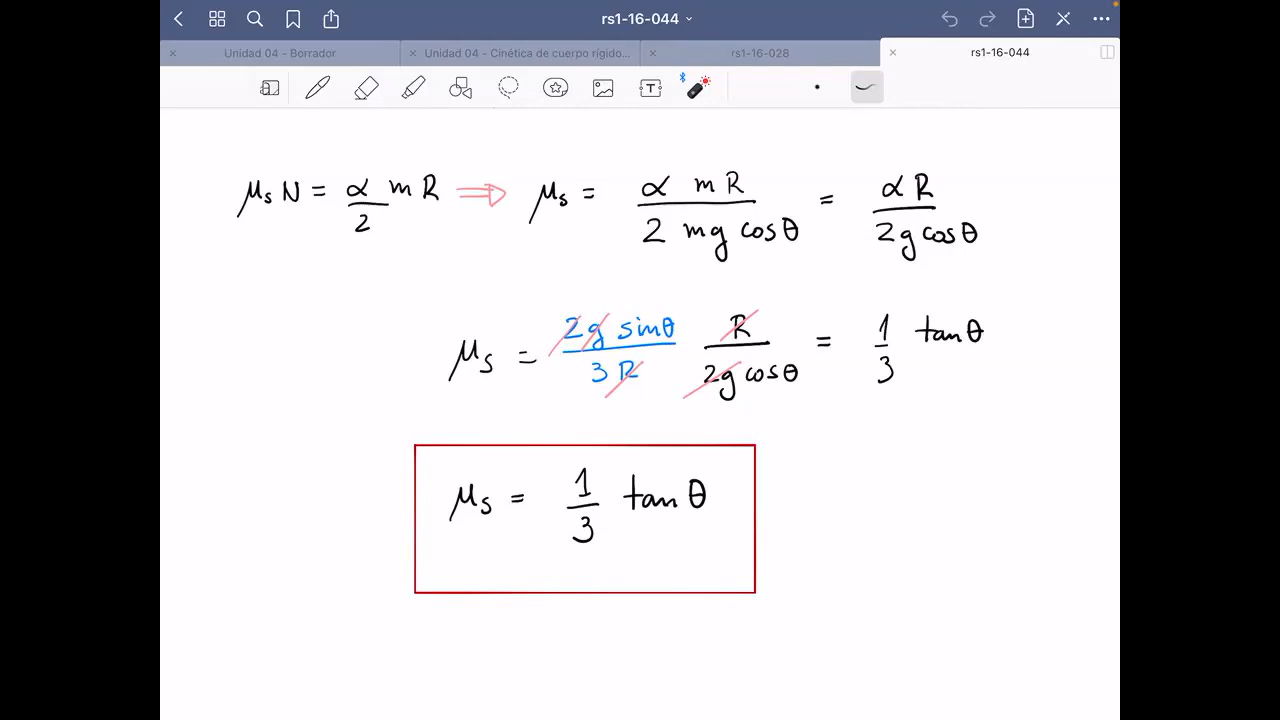 rs1-16-044
Unidad 04 - Borrador
Unidad 04 - Cinética de cuerpo rígido...
rs1-16-028
rs1-16-044
μs N = α/2 m R ⇒ μs = α m R / 2 mg cosθ = α R / 2g cosθ
μs = 2g sinθ / 3R R / 2g cosθ = 1/3 tanθ
μs = 1/3 tanθ